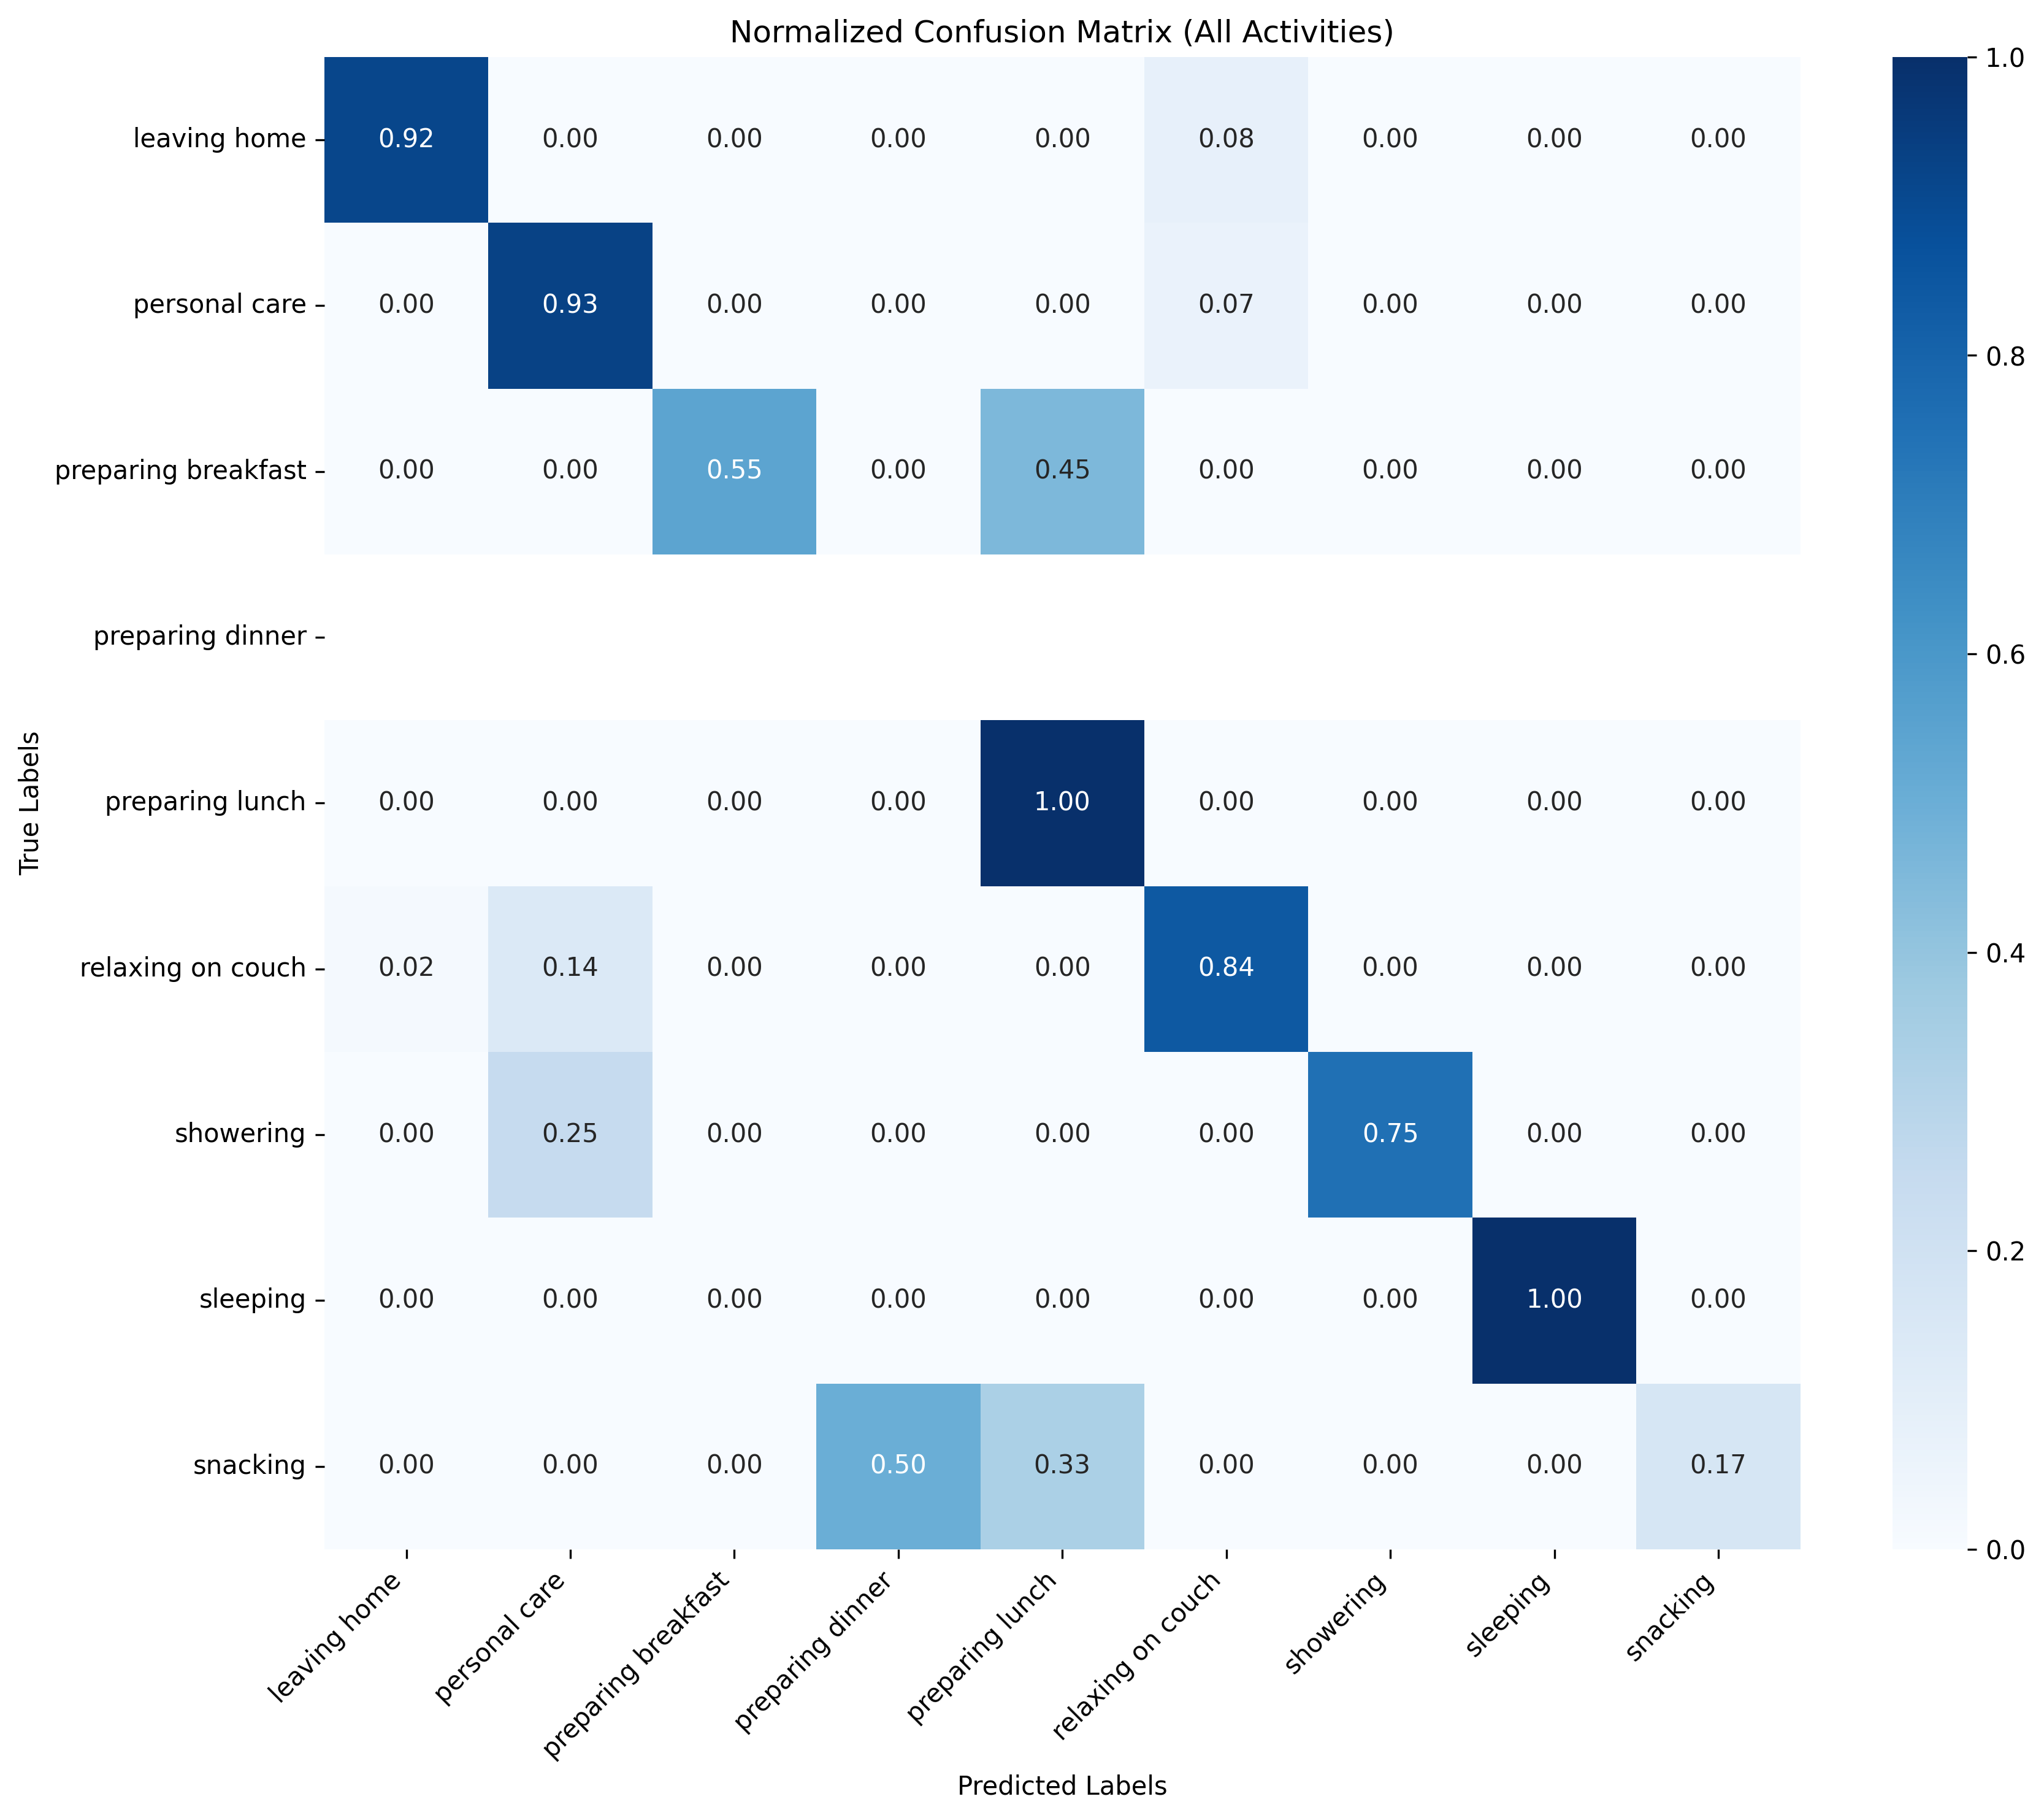 Normalized Confusion Matrix (All Activities)
leaving home 0.92 0.00 0.00 0.00 0.00 0.08 0.00 0.00 0.00
personal care 0.00 0.93 0.00 0.00 0.00 0.07 0.00 0.00 0.00
preparing breakfast 0.00 0.00 0.55 0.00 0.45 0.00 0.00 0.00 0.00
preparing dinner
preparing lunch 0.00 0.00 0.00 0.00 1.00 0.00 0.00 0.00 0.00
relaxing on couch 0.02 0.14 0.00 0.00 0.00 0.84 0.00 0.00 0.00
showering 0.00 0.25 0.00 0.00 0.00 0.00 0.75 0.00 0.00
sleeping 0.00 0.00 0.00 0.00 0.00 0.00 0.00 1.00 0.00
snacking 0.00 0.00 0.00 0.50 0.33 0.00 0.00 0.00 0.17
True Labels
leaving home
personal care
preparing breakfast
preparing dinner
preparing lunch
relaxing on couch
showering
sleeping
snacking
Predicted Labels
1.0
0.8
0.6
0.4
0.2
0.0